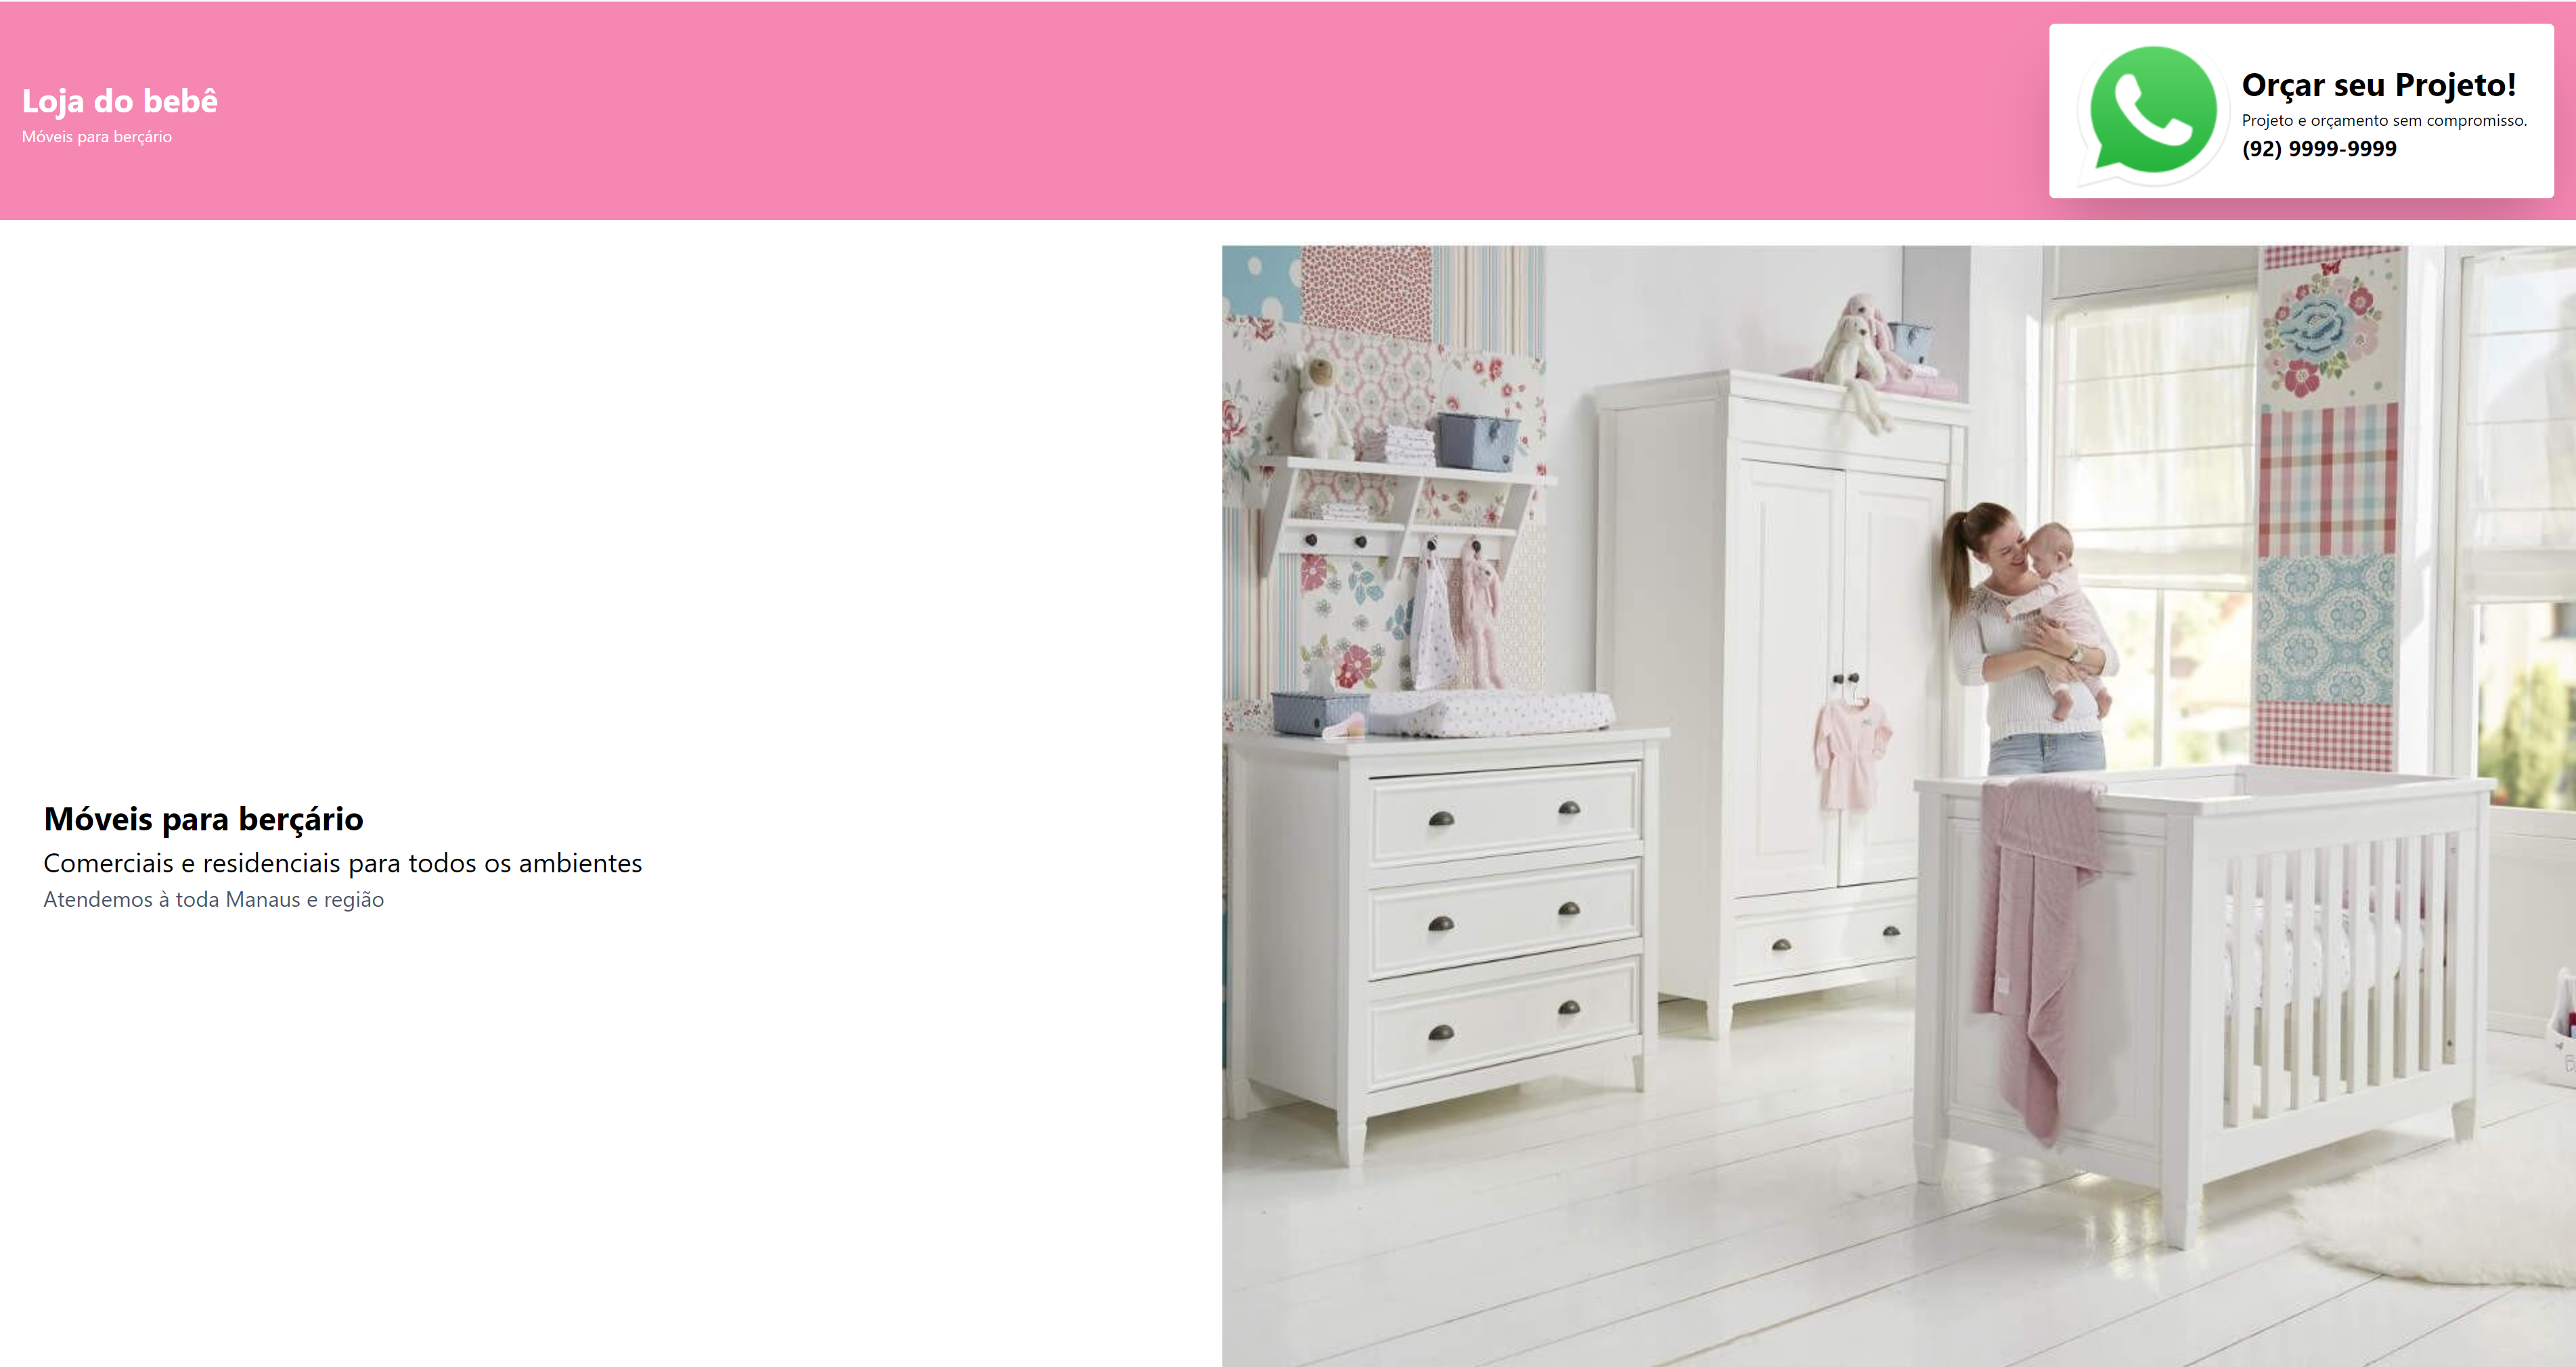 Loja do bebê
Móveis para berçário
Orçar seu Projeto!
Projeto e orçamento sem compromisso.
(92) 9999-9999
Móveis para berçário
Comerciais e residenciais para todos os ambientes
Atendemos à toda Manaus e região